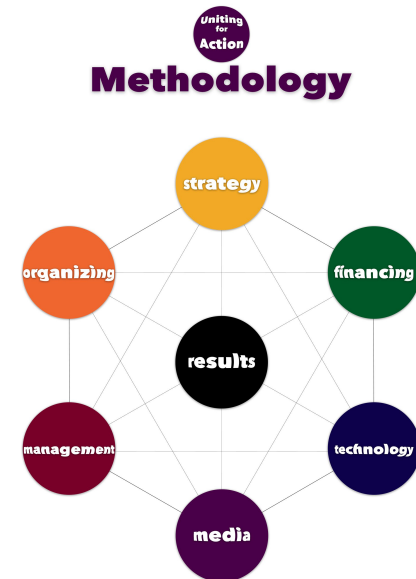 Uniting
for
Action
Methodology
strategy
organizing
financing
results
management
technology
media